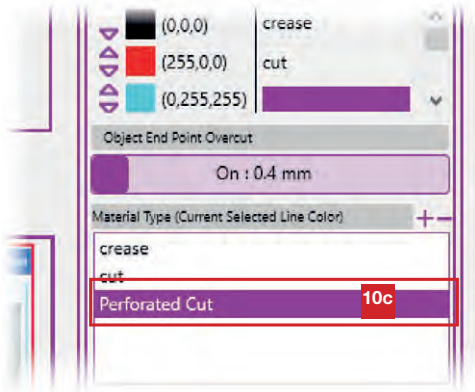 (0,0,0) crease
(255,0,0) cut
(0,255,255)
Object End Point Overcut
On : 0.4 mm
Material Type (Current Selected Line Color) +−
crease
cut
Perforated Cut 10c